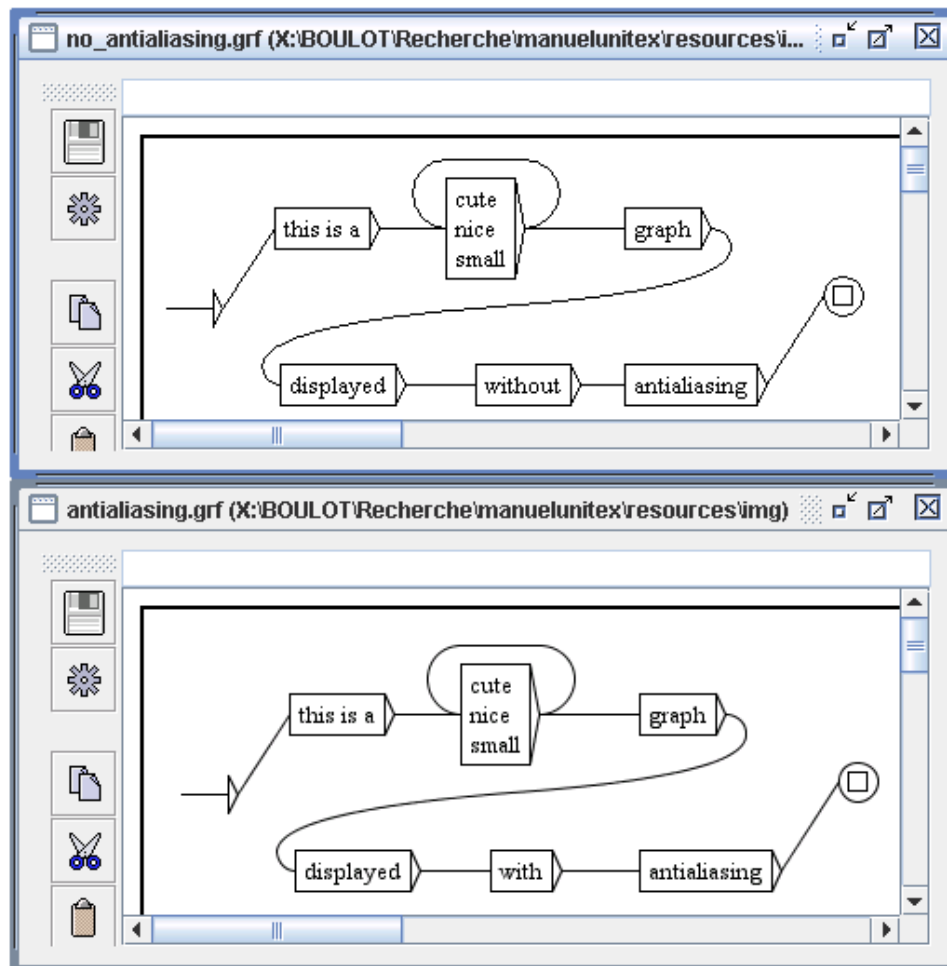 no_antialiasing.grf (X:\BOULOT\Recherche\manuelunitex\resources\i...
this is a
cute
nice
small
graph
displayed
without
antialiasing
antialiasing.grf (X:\BOULOT\Recherche\manuelunitex\resources\img)
this is a
cute
nice
small
graph
displayed
with
antialiasing